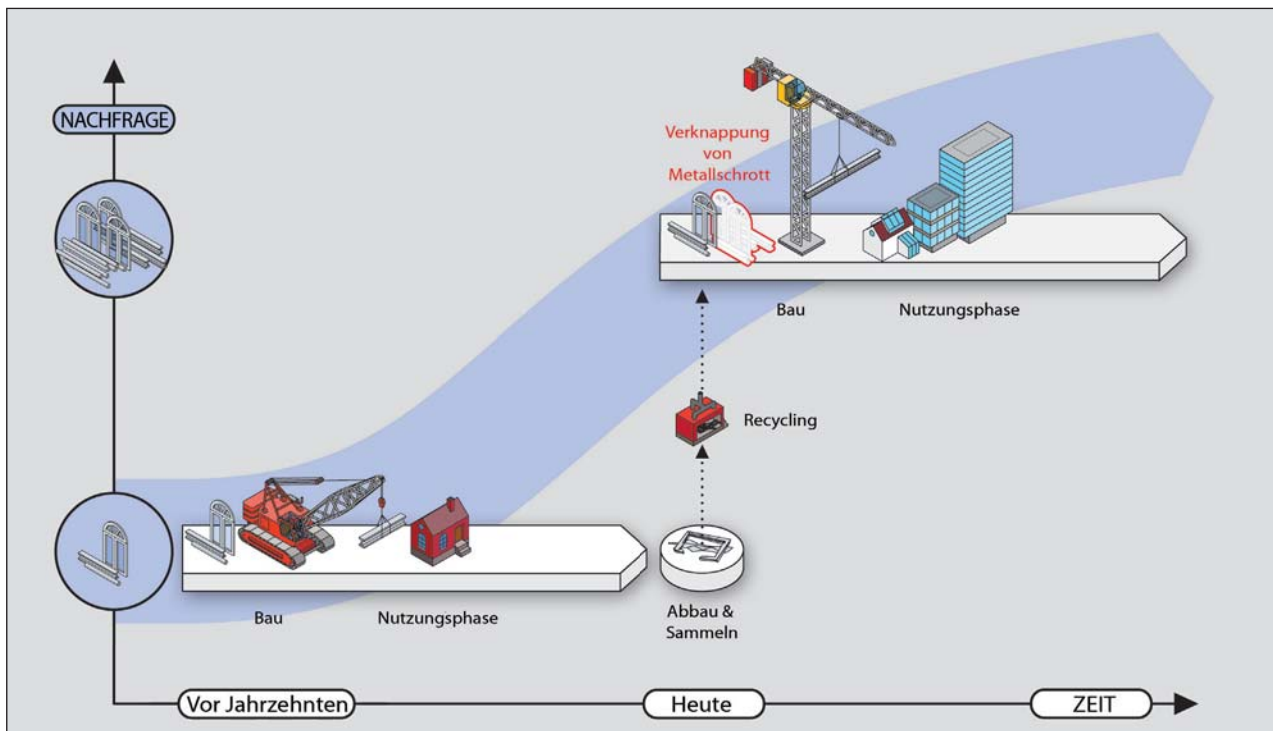 NACHFRAGE
Verknappung
von
Metallschrott
Bau
Nutzungsphase
Recycling
Bau
Nutzungsphase
Abbau &
Sammeln
Vor Jahrzehnten
Heute
ZEIT